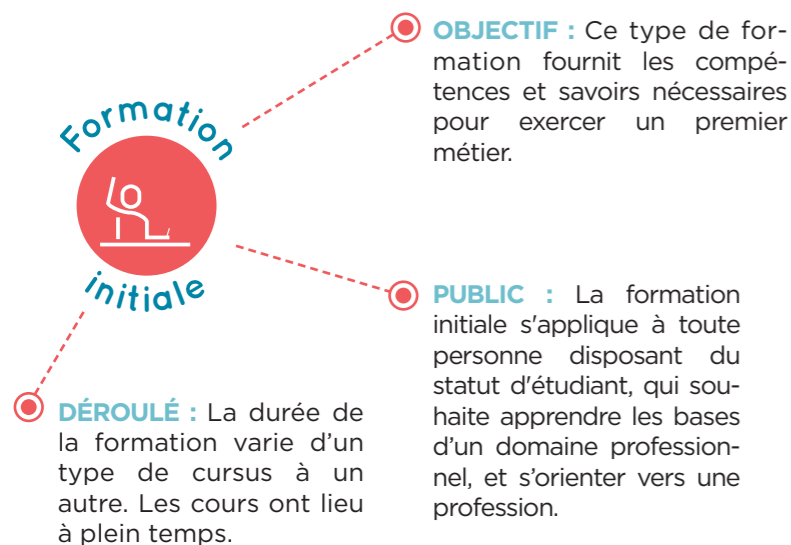 Formation
initiale
OBJECTIF : Ce type de for-
mation fournit les compé-
tences et savoirs nécessaires
pour exercer un premier
métier.
PUBLIC : La formation
initiale s'applique à toute
personne disposant du
statut d'étudiant, qui sou-
haite apprendre les bases
d'un domaine profession-
nel, et s'orienter vers une
profession.
DÉROULÉ : La durée de
la formation varie d'un
type de cursus à un
autre. Les cours ont lieu
à plein temps.